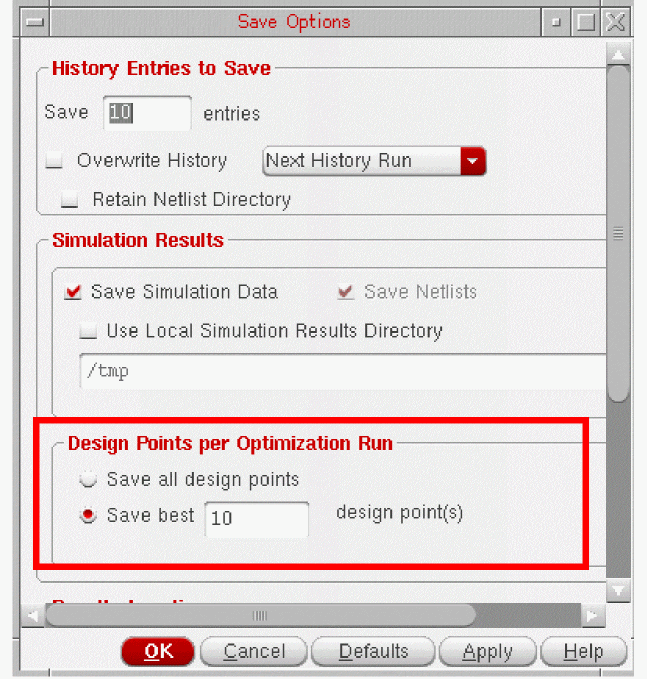 Save Options
History Entries to Save
Save 10 entries
Overwrite History Next History Run
Retain Netlist Directory
Simulation Results
Save Simulation Data Save Netlists
Use Local Simulation Results Directory
/tmp
Design Points per Optimization Run
Save all design points
Save best 10 design point(s)
OK Cancel Defaults Apply Help